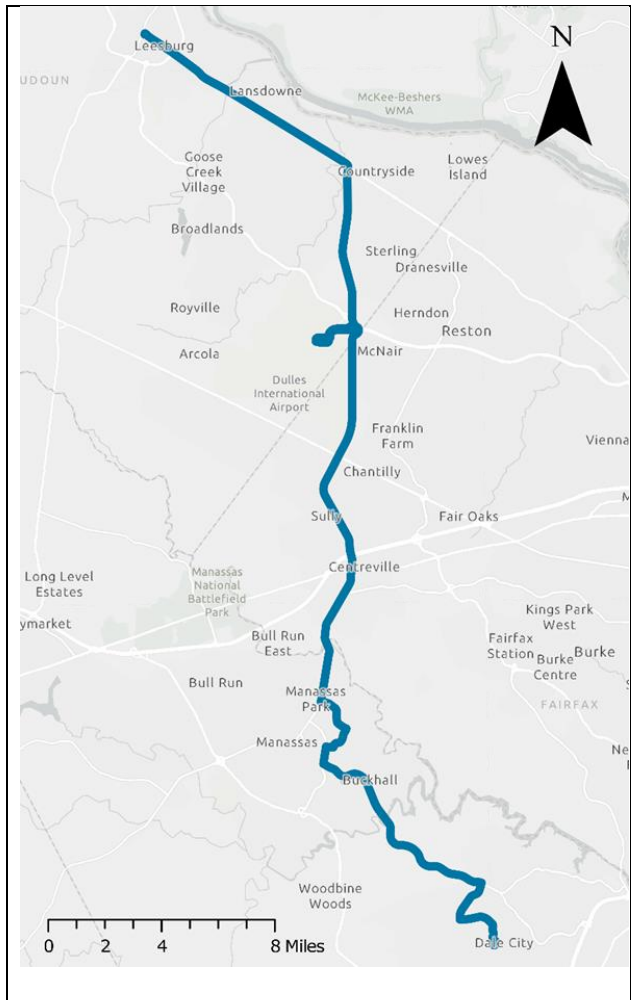 Leesburg
N
UDOUN
Lansdowne
McKee-Beshers
WMA
Goose
Creek
Village
Lowes
Island
Countryside
Broadlands
Sterling
Dranesville
Royville
Herndon
Reston
Arcola
McNair
Dulles
International
Airport
Franklin
Farm
Vienna
Chantilly
Sully
Fair Oaks
Centreville
Long Level
Estates
Manassas
National
Battlefield
Park
Kings Park
West
ymarket
Bull Run
East
Fairfax
Station
Burke
Burke
Centre
Bull Run
Manassas
Park
FAIRFAX
Manassas
Ne
Buckhall
Woodbine
Woods
Dale City
0 2 4 8 Miles